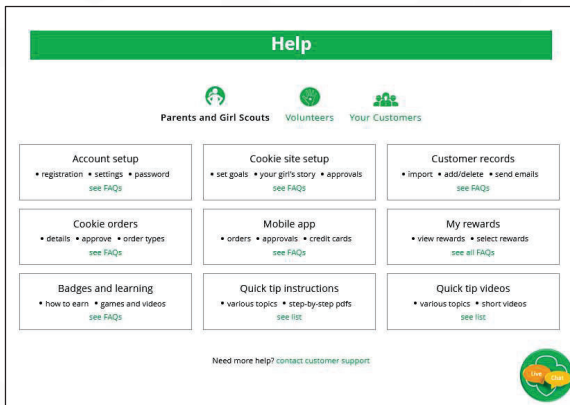 Help
Parents and Girl Scouts Volunteers Your Customers
Account setup
• registration • settings • password
see FAQs
Cookie site setup
• set goals • your girl's story • approvals
see FAQs
Customer records
• import • add/delete • send emails
see FAQs
Cookie orders
• details • approve • order types
see FAQs
Mobile app
• orders • approvals • credit cards
see FAQs
My rewards
• view rewards • select rewards
see all FAQs
Badges and learning
• how to earn • games and videos
see FAQs
Quick tip instructions
• various topics • step-by-step pdfs
see list
Quick tip videos
• various topics • short videos
see list
Need more help? contact customer support
Live Chat